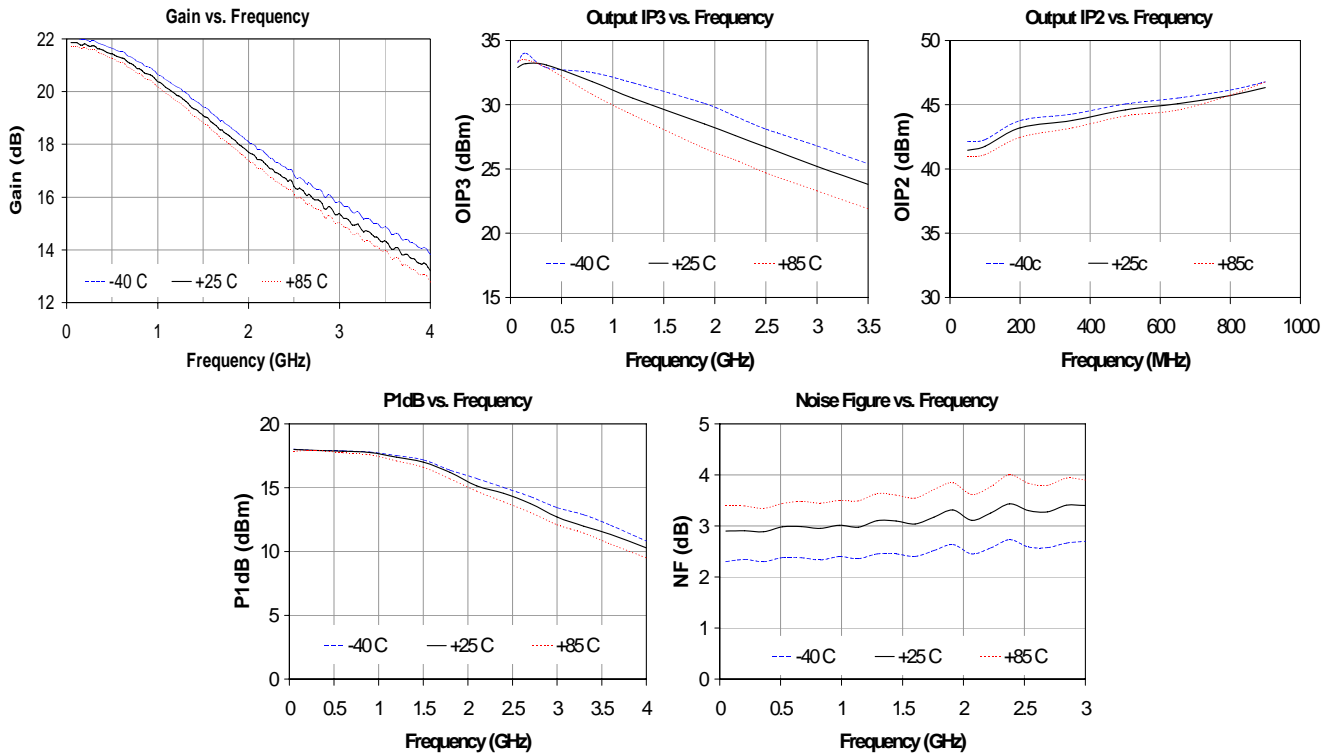 Gain vs. Frequency
Gain (dB)
22
20
18
16
14
12
-40 C +25 C +85 C
0 1 2 3 4
Frequency (GHz)
Output IP3 vs. Frequency
OIP3 (dBm)
35
30
25
20
15
-40 C +25 C +85 C
0 0.5 1 1.5 2 2.5 3 3.5
Frequency (GHz)
Output IP2 vs. Frequency
OIP2 (dBm)
50
45
40
35
30
-40c +25c +85c
0 200 400 600 800 1000
Frequency (MHz)
P1dB vs. Frequency
P1dB (dBm)
20
15
10
5
0
-40 C +25 C +85 C
0 0.5 1 1.5 2 2.5 3 3.5 4
Frequency (GHz)
Noise Figure vs. Frequency
NF (dB)
5
4
3
2
1
0
-40 C +25 C +85 C
0 0.5 1 1.5 2 2.5 3
Frequency (GHz)